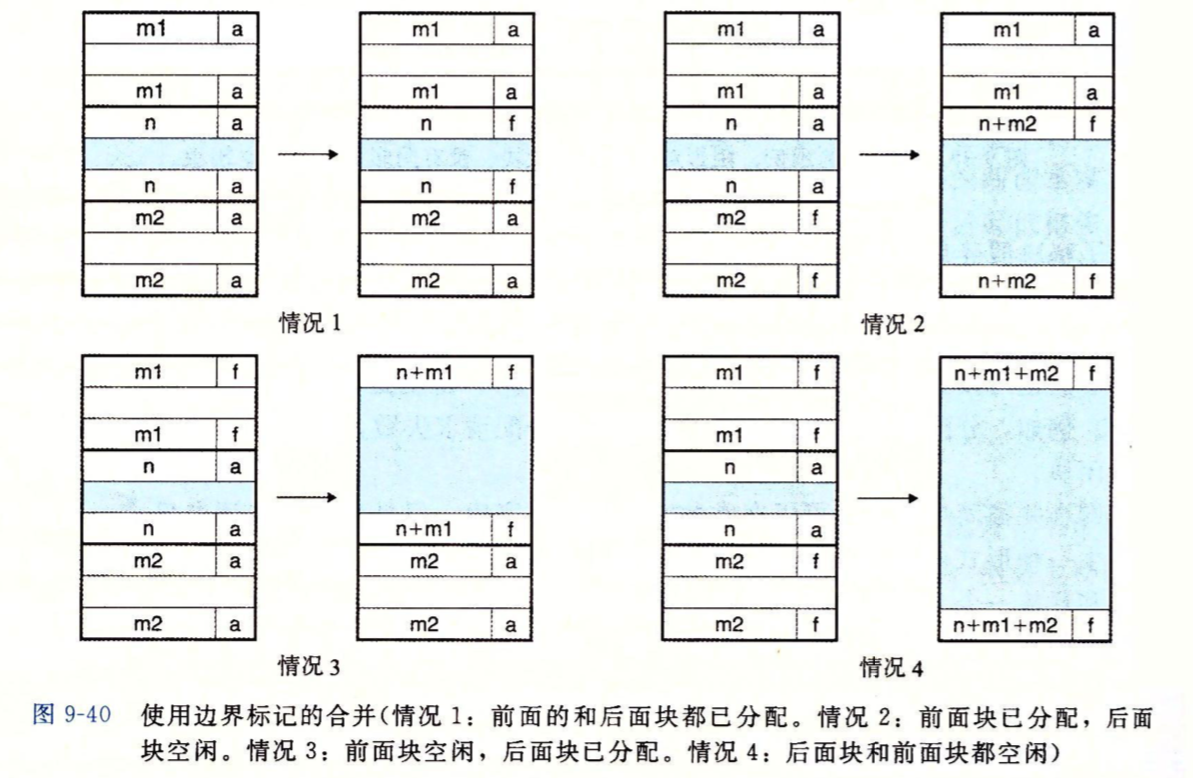 m1 a m1 a m1 a m1 a
m1 a m1 a m1 a m1 a
n a n f n a n+m2 f
n a n f n a
m2 a m2 a m2 f
m2 a m2 a m2 f n+m2 f
情况 1 情况 2
m1 f n+m1 f m1 f n+m1+m2 f
m1 f m1 f
n a n a
n a n+m1 f n a
m2 a m2 a m2 f
m2 a m2 a m2 f n+m1+m2 f
情况 3 情况 4
图 9-40 使用边界标记的合并(情况 1：前面的和后面块都已分配。情况 2：前面块已分配，后面
块空闲。情况 3：前面块空闲，后面块已分配。情况 4：后面块和前面块都空闲)